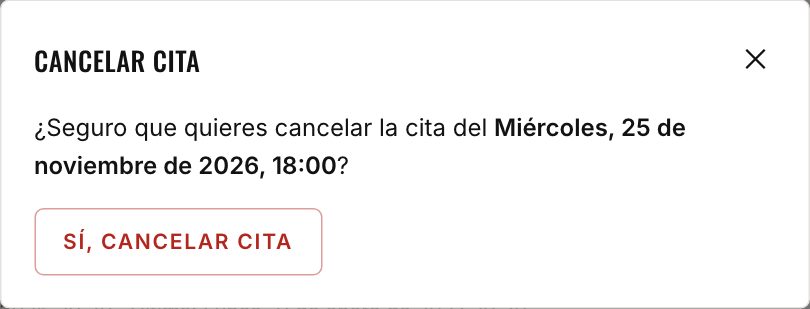 CANCELAR CITA
¿Seguro que quieres cancelar la cita del Miércoles, 25 de
noviembre de 2026, 18:00?
SÍ, CANCELAR CITA